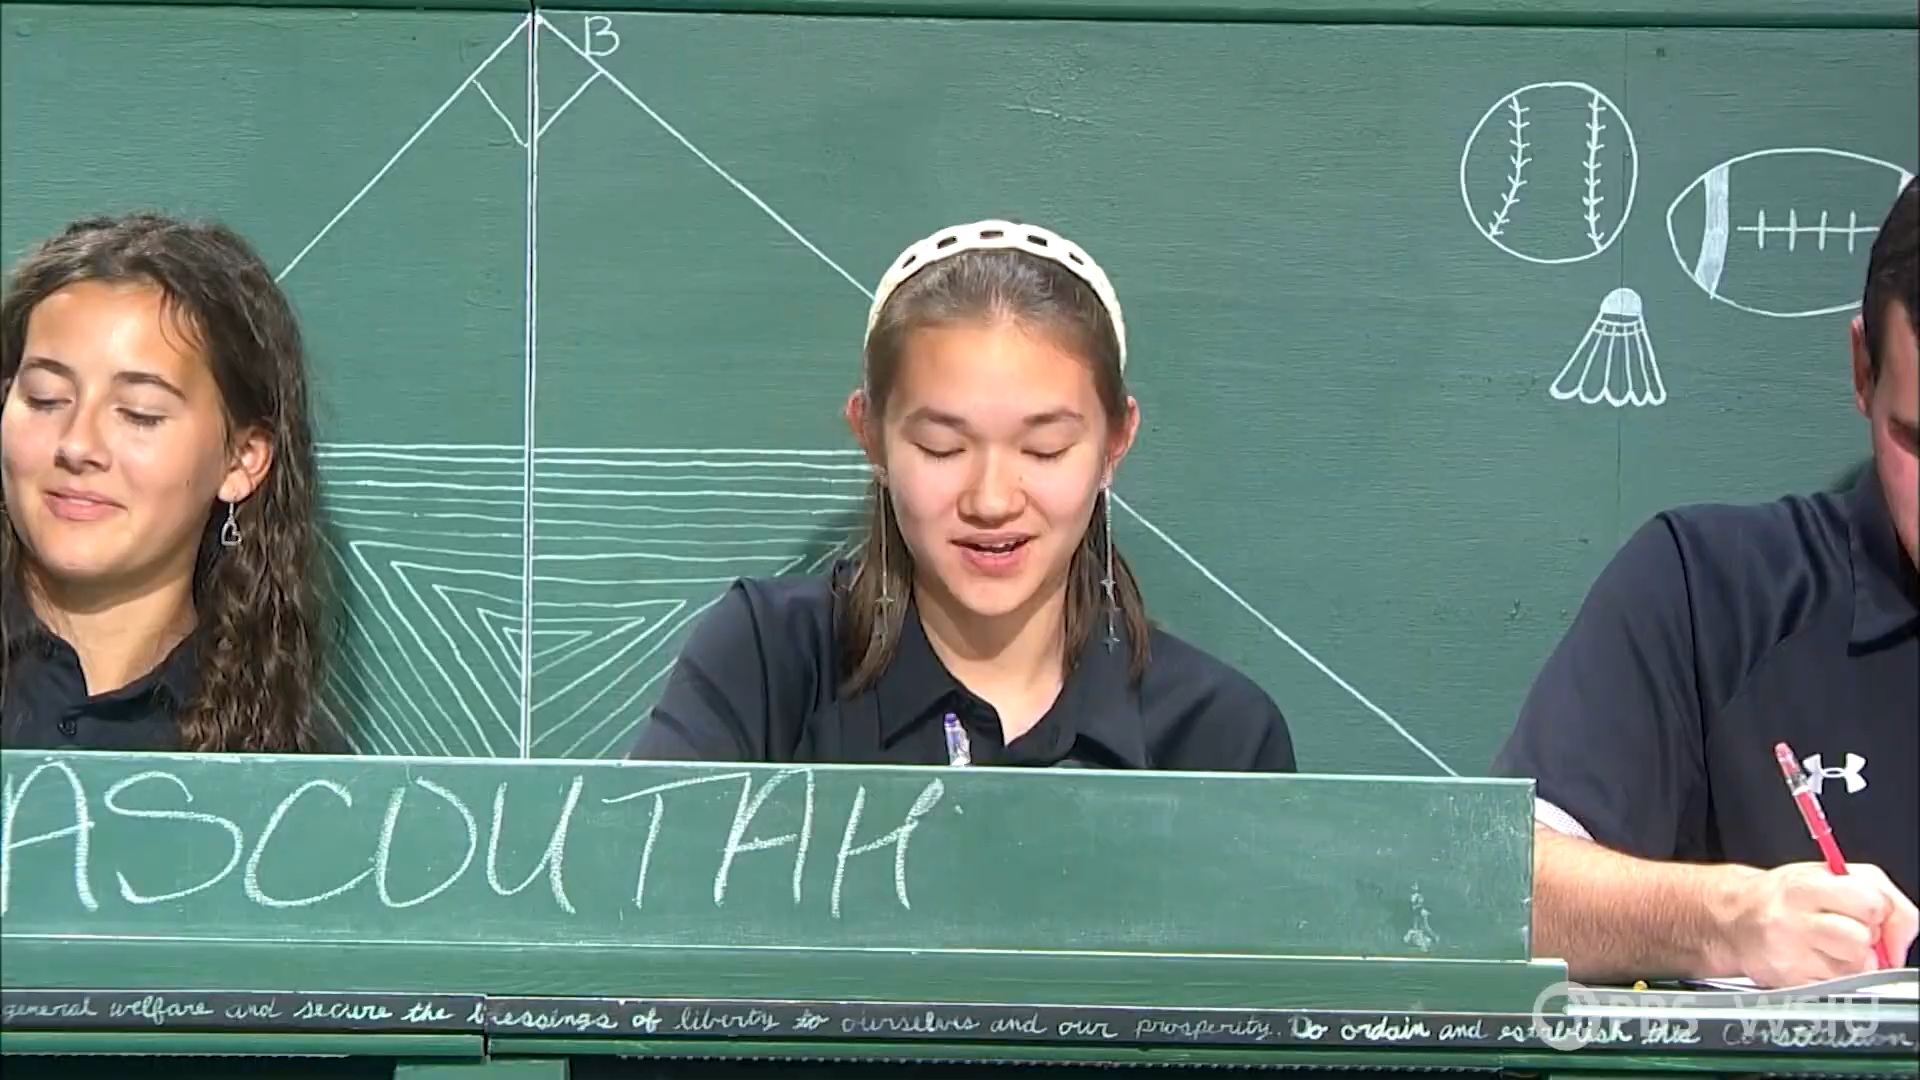 B
ASCOUTAH
general welfare and secure the blessings of liberty to ourselves and our prosperity. Do ordain and establish this Constitution
PBS WSIU